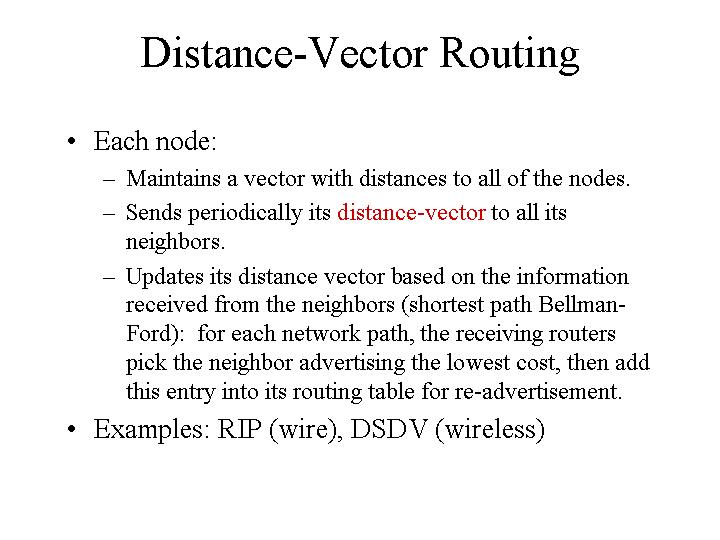 Distance-Vector Routing
• Each node:
– Maintains a vector with distances to all of the nodes.
– Sends periodically its distance-vector to all its
neighbors.
– Updates its distance vector based on the information
received from the neighbors (shortest path Bellman-
Ford): for each network path, the receiving routers
pick the neighbor advertising the lowest cost, then add
this entry into its routing table for re-advertisement.
• Examples: RIP (wire), DSDV (wireless)